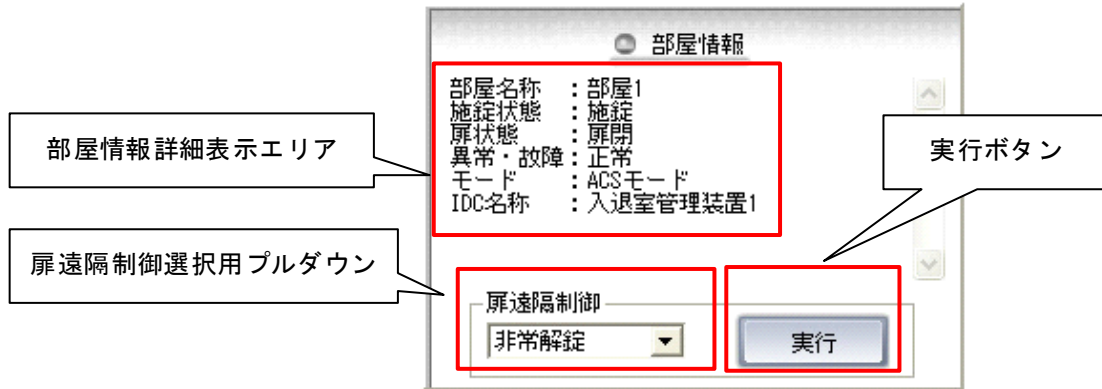 部屋情報
部屋名称 :部屋1
施錠状態 :施錠
扉状態 :扉閉
異常・故障:正常
モード :ACSモード
IDC名称 :入退室管理装置1
部屋情報詳細表示エリア
実行ボタン
扉遠隔制御選択用プルダウン
扉遠隔制御
非常解錠
実行